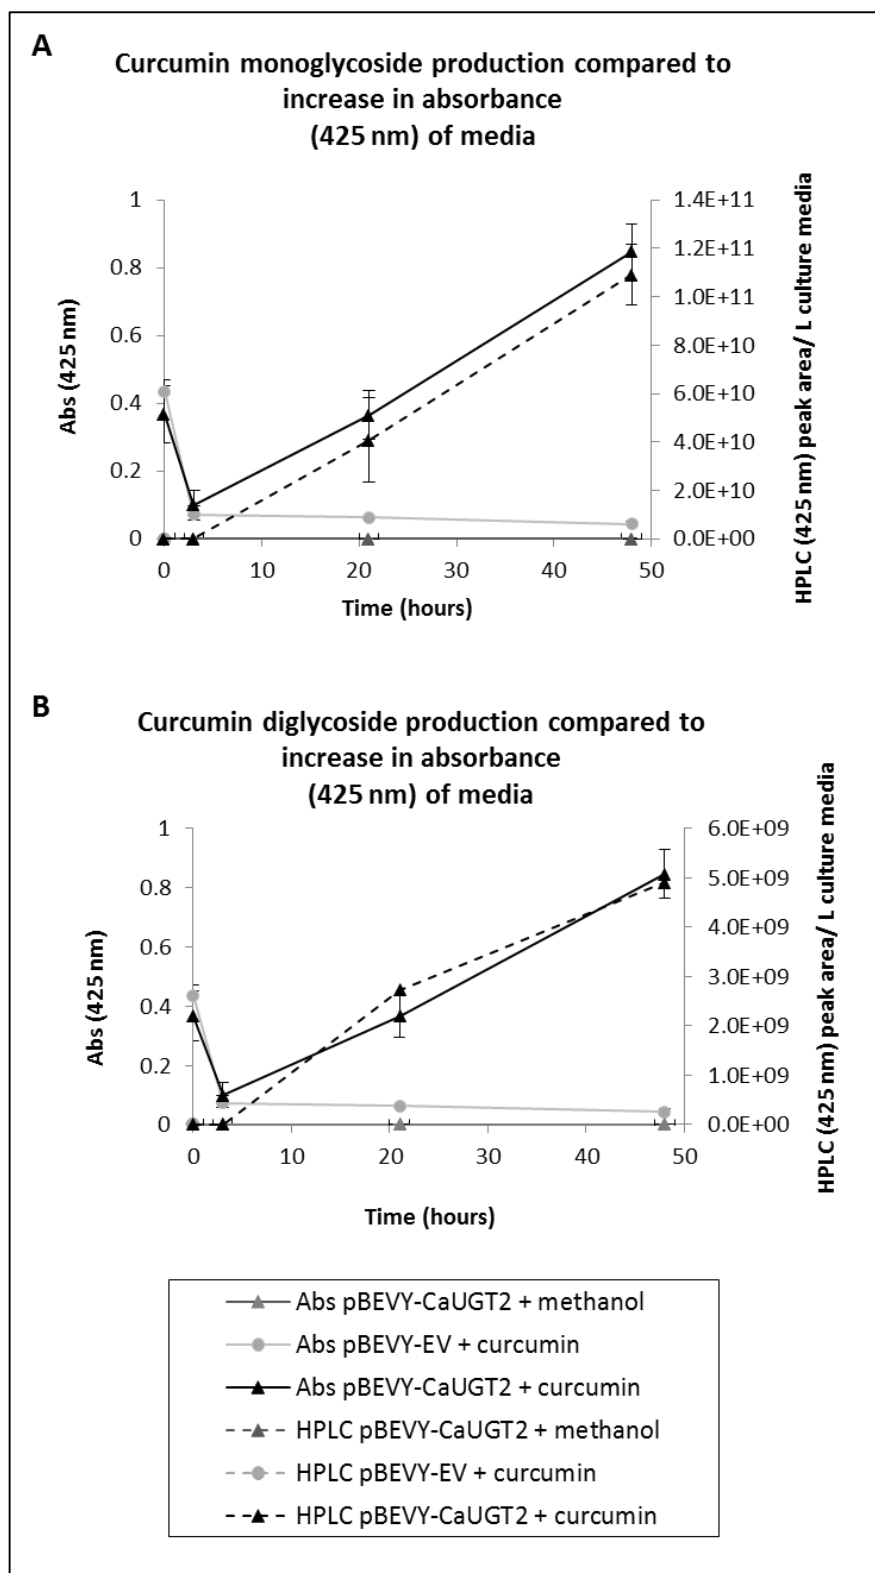 A
Curcumin monoglycoside production compared to
increase in absorbance
(425 nm) of media
1
0.8
0.6
0.4
0.2
0
Abs (425 nm)
1.4E+11
1.2E+11
1.0E+11
8.0E+10
6.0E+10
4.0E+10
2.0E+10
0.0E+00
HPLC (425 nm) peak area/ L culture media
0 10 20 30 40 50
Time (hours)
B
Curcumin diglycoside production compared to
increase in absorbance
(425 nm) of media
1
0.8
0.6
0.4
0.2
0
Abs (425 nm)
6.0E+09
5.0E+09
4.0E+09
3.0E+09
2.0E+09
1.0E+09
0.0E+00
HPLC (425 nm) peak area/ L culture media
0 10 20 30 40 50
Time (hours)
Abs pBEVY-CaUGT2 + methanol
Abs pBEVY-EV + curcumin
Abs pBEVY-CaUGT2 + curcumin
HPLC pBEVY-CaUGT2 + methanol
HPLC pBEVY-EV + curcumin
HPLC pBEVY-CaUGT2 + curcumin